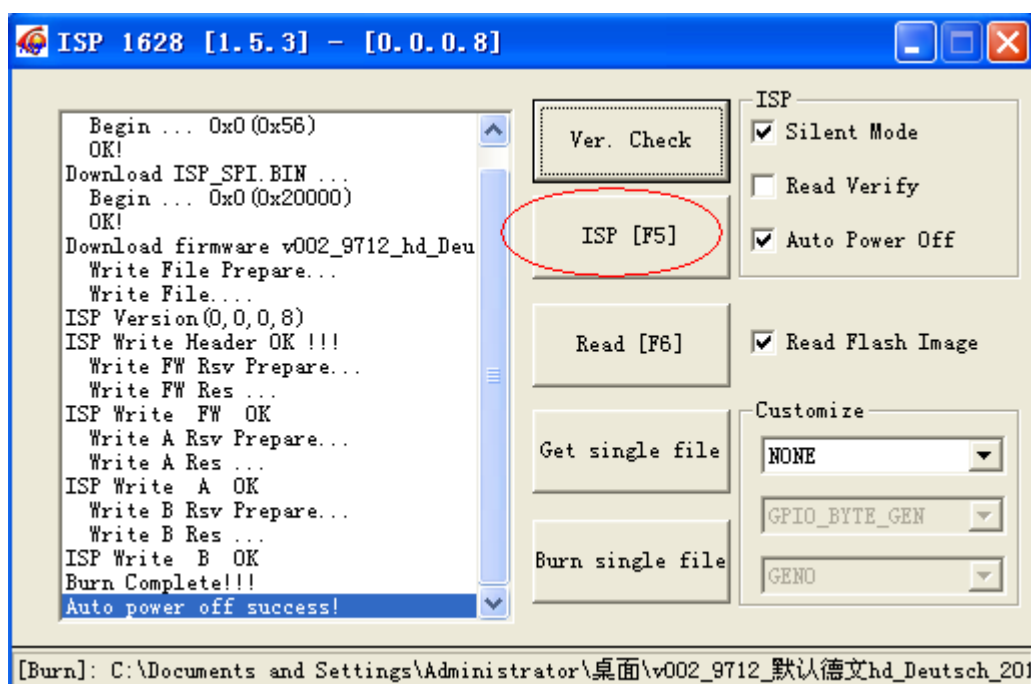 ISP 1628 [1.5.3] - [0.0.0.8]
Begin ... 0x0(0x56)
OK!
Download ISP_SPI.BIN ...
Begin ... 0x0(0x20000)
OK!
Download firmware v002_9712_hd_Deu
Write File Prepare...
Write File....
ISP Version(0,0,0,8)
ISP Write Header OK !!!
Write FW Rsv Prepare...
Write FW Res ...
ISP Write  FW  OK
Write A Rsv Prepare...
Write A Res ...
ISP Write  A  OK
Write B Rsv Prepare...
Write B Res ...
ISP Write  B  OK
Burn Complete!!!
Auto power off success!
Ver. Check
ISP [F5]
Read [F6]
Get single file
Burn single file
ISP
Silent Mode
Read Verify
Auto Power Off
Read Flash Image
Customize
NONE
GPIO_BYTE_GEN
GEN0
[Burn]: C:\Documents and Settings\Administrator\桌面\v002_9712_默认德文hd_Deutsch_201